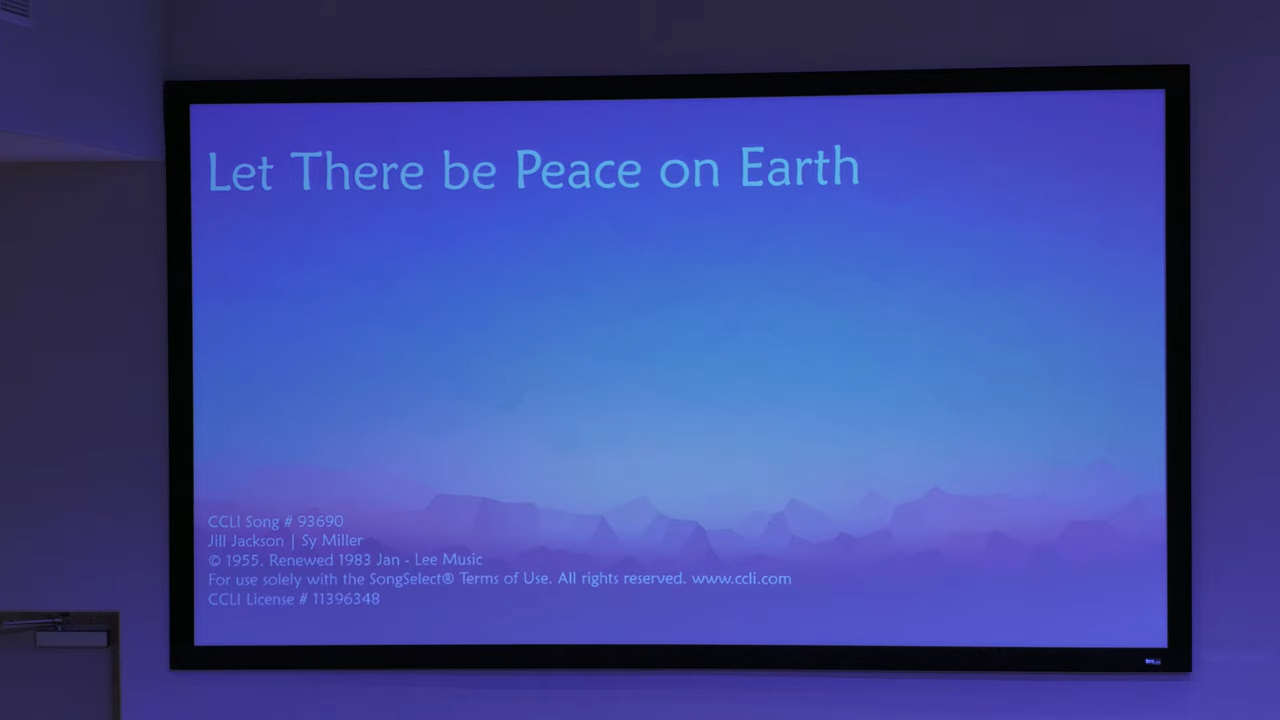 Let There be Peace on Earth
CCLI Song # 93690
Jill Jackson | Sy Miller
© 1955. Renewed 1983 Jan - Lee Music
For use solely with the SongSelect® Terms of Use. All rights reserved. www.ccli.com
CCLI License # 11396348